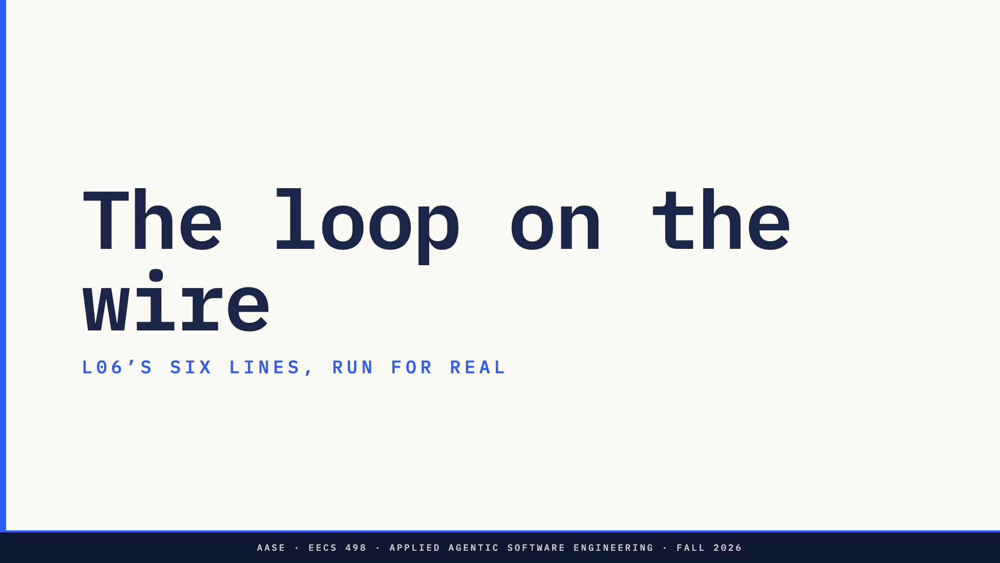 The loop on the
wire
L06’S SIX LINES, RUN FOR REAL
AASE · EECS 498 · APPLIED AGENTIC SOFTWARE ENGINEERING · FALL 2026